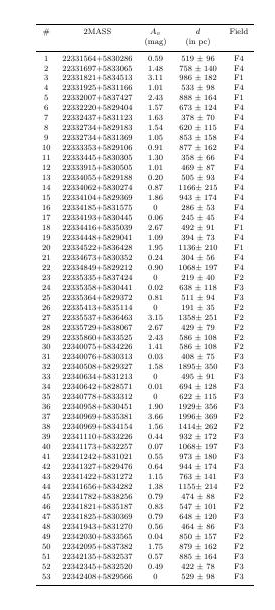 # 2MASS Av d Field
(mag) (in pc)
1 22331564+5830286 0.59 519 ± 96 F4
2 22331697+5833065 1.48 758 ± 140 F4
3 22331821+5834513 3.11 986 ± 182 F1
4 22331925+5831166 1.01 533 ± 98 F4
5 22332007+5837427 2.43 888 ± 164 F1
6 22332220+5829404 1.57 673 ± 124 F4
7 22332437+5831123 1.63 378 ± 70 F4
8 22332734+5829183 1.54 620 ± 115 F4
9 22332734+5831369 1.05 853 ± 158 F4
10 22333353+5829106 0.91 877 ± 162 F4
11 22333445+5830305 1.30 358 ± 66 F4
12 22333915+5830505 1.01 469 ± 87 F4
13 22334055+5829188 0.20 505 ± 93 F4
14 22334062+5830274 0.87 1166± 215 F4
15 22334104+5829369 1.86 943 ± 174 F4
16 22334185+5831575 0 286 ± 53 F4
17 22334193+5830445 0.06 245 ± 45 F4
18 22334416+5835039 2.67 492 ± 91 F1
19 22334448+5829041 1.09 394 ± 73 F4
20 22334522+5836428 1.95 1136± 210 F1
21 22334673+5830352 0.24 304 ± 56 F4
22 22334849+5829212 0.90 1068± 197 F4
23 22335335+5837424 0 219 ± 40 F2
24 22335358+5830441 0.02 638 ± 118 F3
25 22335364+5829372 0.81 511 ± 94 F3
26 22335413+5835114 0 191 ± 35 F2
27 22335537+5836463 3.15 1358± 251 F2
28 22335729+5838067 2.67 429 ± 79 F2
29 22335860+5833525 2.43 586 ± 108 F2
30 22340075+5834226 1.41 586 ± 108 F2
31 22340076+5830313 0.03 408 ± 75 F3
32 22340508+5829327 1.58 1895± 350 F3
33 22340634+5831213 0 495 ± 91 F3
34 22340642+5828571 0.01 694 ± 128 F3
35 22340778+5833312 0 622 ± 115 F3
36 22340958+5830451 1.90 1929± 356 F3
37 22340969+5835381 3.66 1996± 369 F2
38 22340969+5834154 1.56 1414± 262 F2
39 22341110+5833226 0.44 932 ± 172 F3
40 22341173+5832257 0.07 1068± 197 F3
41 22341242+5831021 0.55 973 ± 180 F3
42 22341327+5829476 0.64 944 ± 174 F3
43 22341422+5831272 1.15 763 ± 141 F3
44 22341656+5834282 1.38 1155± 214 F2
45 22341782+5838256 0.79 474 ± 88 F2
46 22341821+5835187 0.83 547 ± 101 F2
47 22341825+5830369 0.79 648 ± 120 F3
48 22341943+5831270 0.56 464 ± 86 F3
49 22342030+5833565 0.04 850 ± 157 F2
50 22342095+5837382 1.75 879 ± 162 F2
51 22342135+5832537 0.57 885 ± 164 F3
52 22342345+5832520 0.49 422 ± 78 F3
53 22342408+5829566 0 529 ± 98 F3